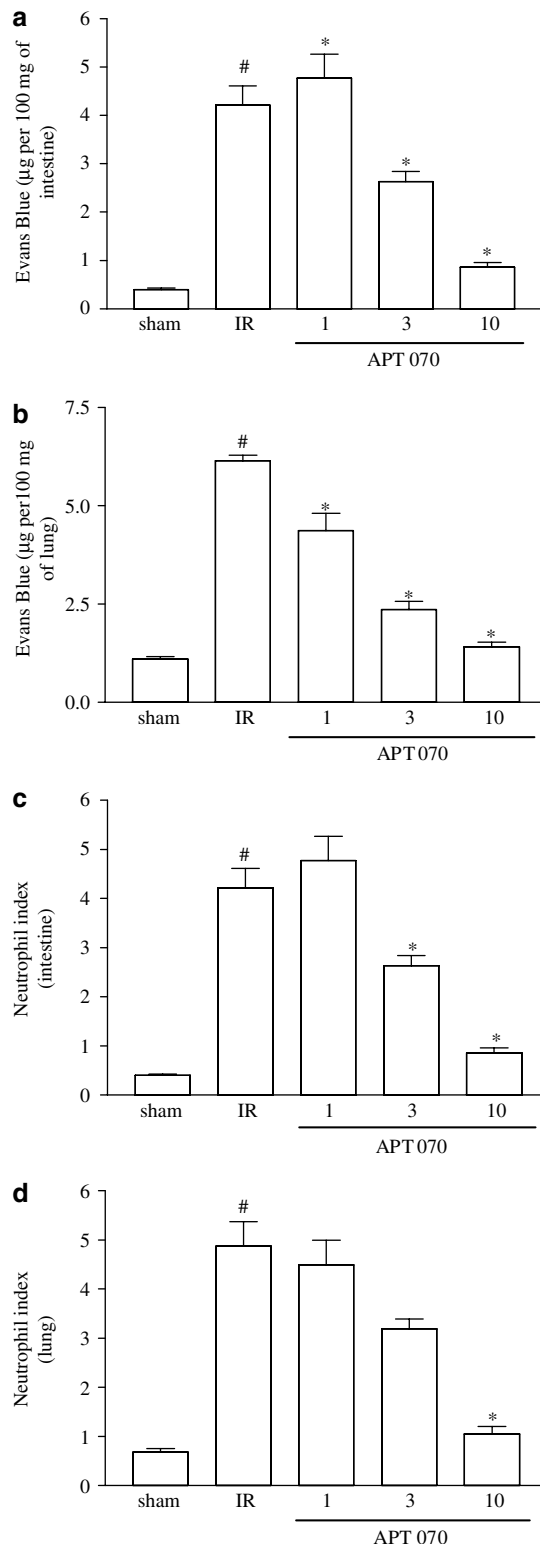 a
Evans Blue (μg per 100 mg of
intestine)
6
5
4
3
2
1
0
#
*
*
*
sham IR 1 3 10
APT 070
b
Evans Blue (μg per100 mg
of lung)
7.5
5.0
2.5
0.0
#
*
*
*
sham IR 1 3 10
APT 070
c
Neutrophil index
(intestine)
6
5
4
3
2
1
0
#
*
*
sham IR 1 3 10
APT 070
d
Neutrophil index
(lung)
6
5
4
3
2
1
0
#
*
sham IR 1 3 10
APT 070